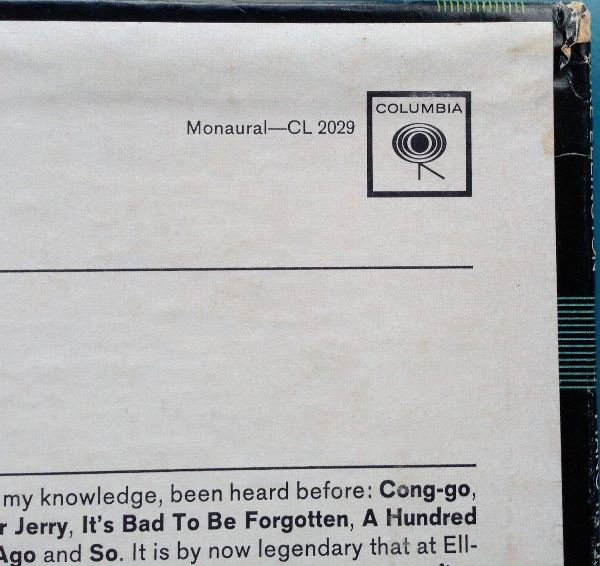 COLUMBIA
Monaural—CL 2029
my knowledge, been heard before: Cong-go,
r Jerry, It's Bad To Be Forgotten, A Hundred
Ago and So. It is by now legendary that at Ell-